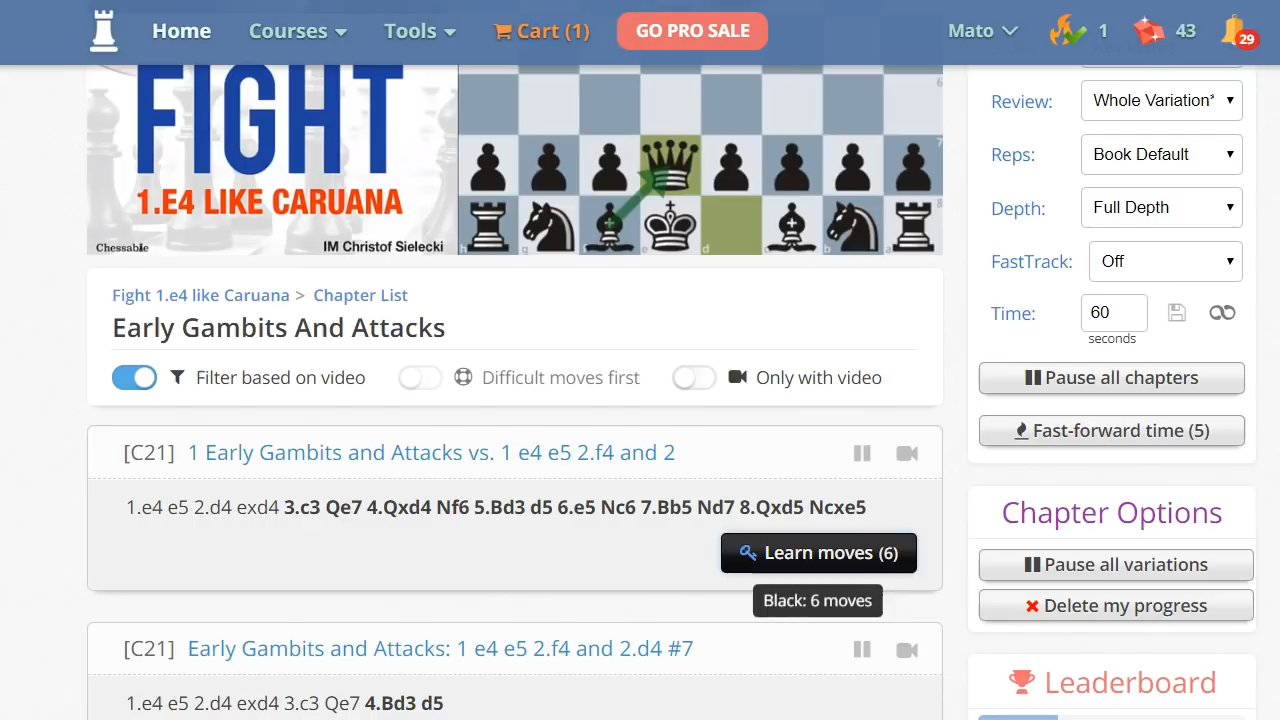 Home Courses Tools Cart (1) GO PRO SALE Mato 1 43 29
FIGHT
1.E4 LIKE CARUANA
Chessable IM Christof Sielecki
6
7
8
h g f e d c b a
Review: Whole Variation*
Reps: Book Default
Depth: Full Depth
FastTrack: Off
Time: 60
seconds
Pause all chapters
Fast-forward time (5)
Fight 1.e4 like Caruana > Chapter List
Early Gambits And Attacks
Filter based on video Difficult moves first Only with video
[C21] 1 Early Gambits and Attacks vs. 1 e4 e5 2.f4 and 2
1.e4 e5 2.d4 exd4 3.c3 Qe7 4.Qxd4 Nf6 5.Bd3 d5 6.e5 Nc6 7.Bb5 Nd7 8.Qxd5 Ncxe5
Learn moves (6)
Black: 6 moves
[C21] Early Gambits and Attacks: 1 e4 e5 2.f4 and 2.d4 #7
1.e4 e5 2.d4 exd4 3.c3 Qe7 4.Bd3 d5
Chapter Options
Pause all variations
Delete my progress
Leaderboard